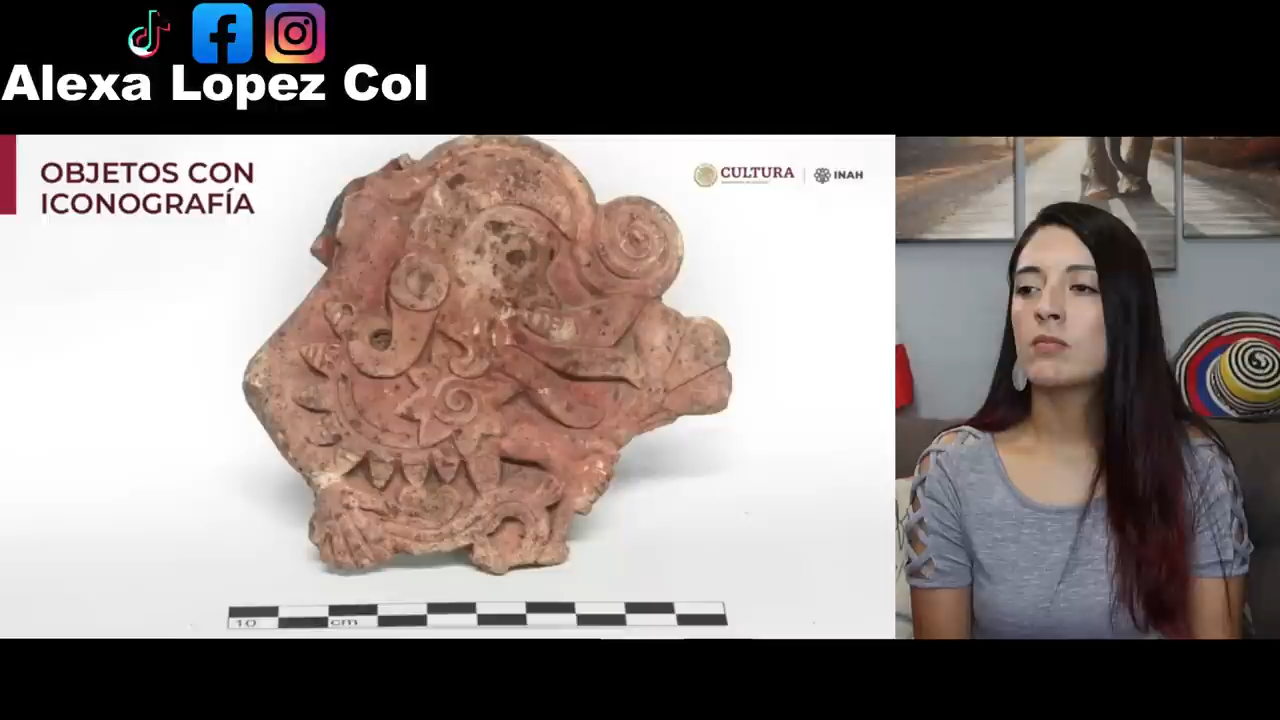 Alexa Lopez Col
OBJETOS CON
ICONOGRAFÍA
CULTURA
INAH
10 cm